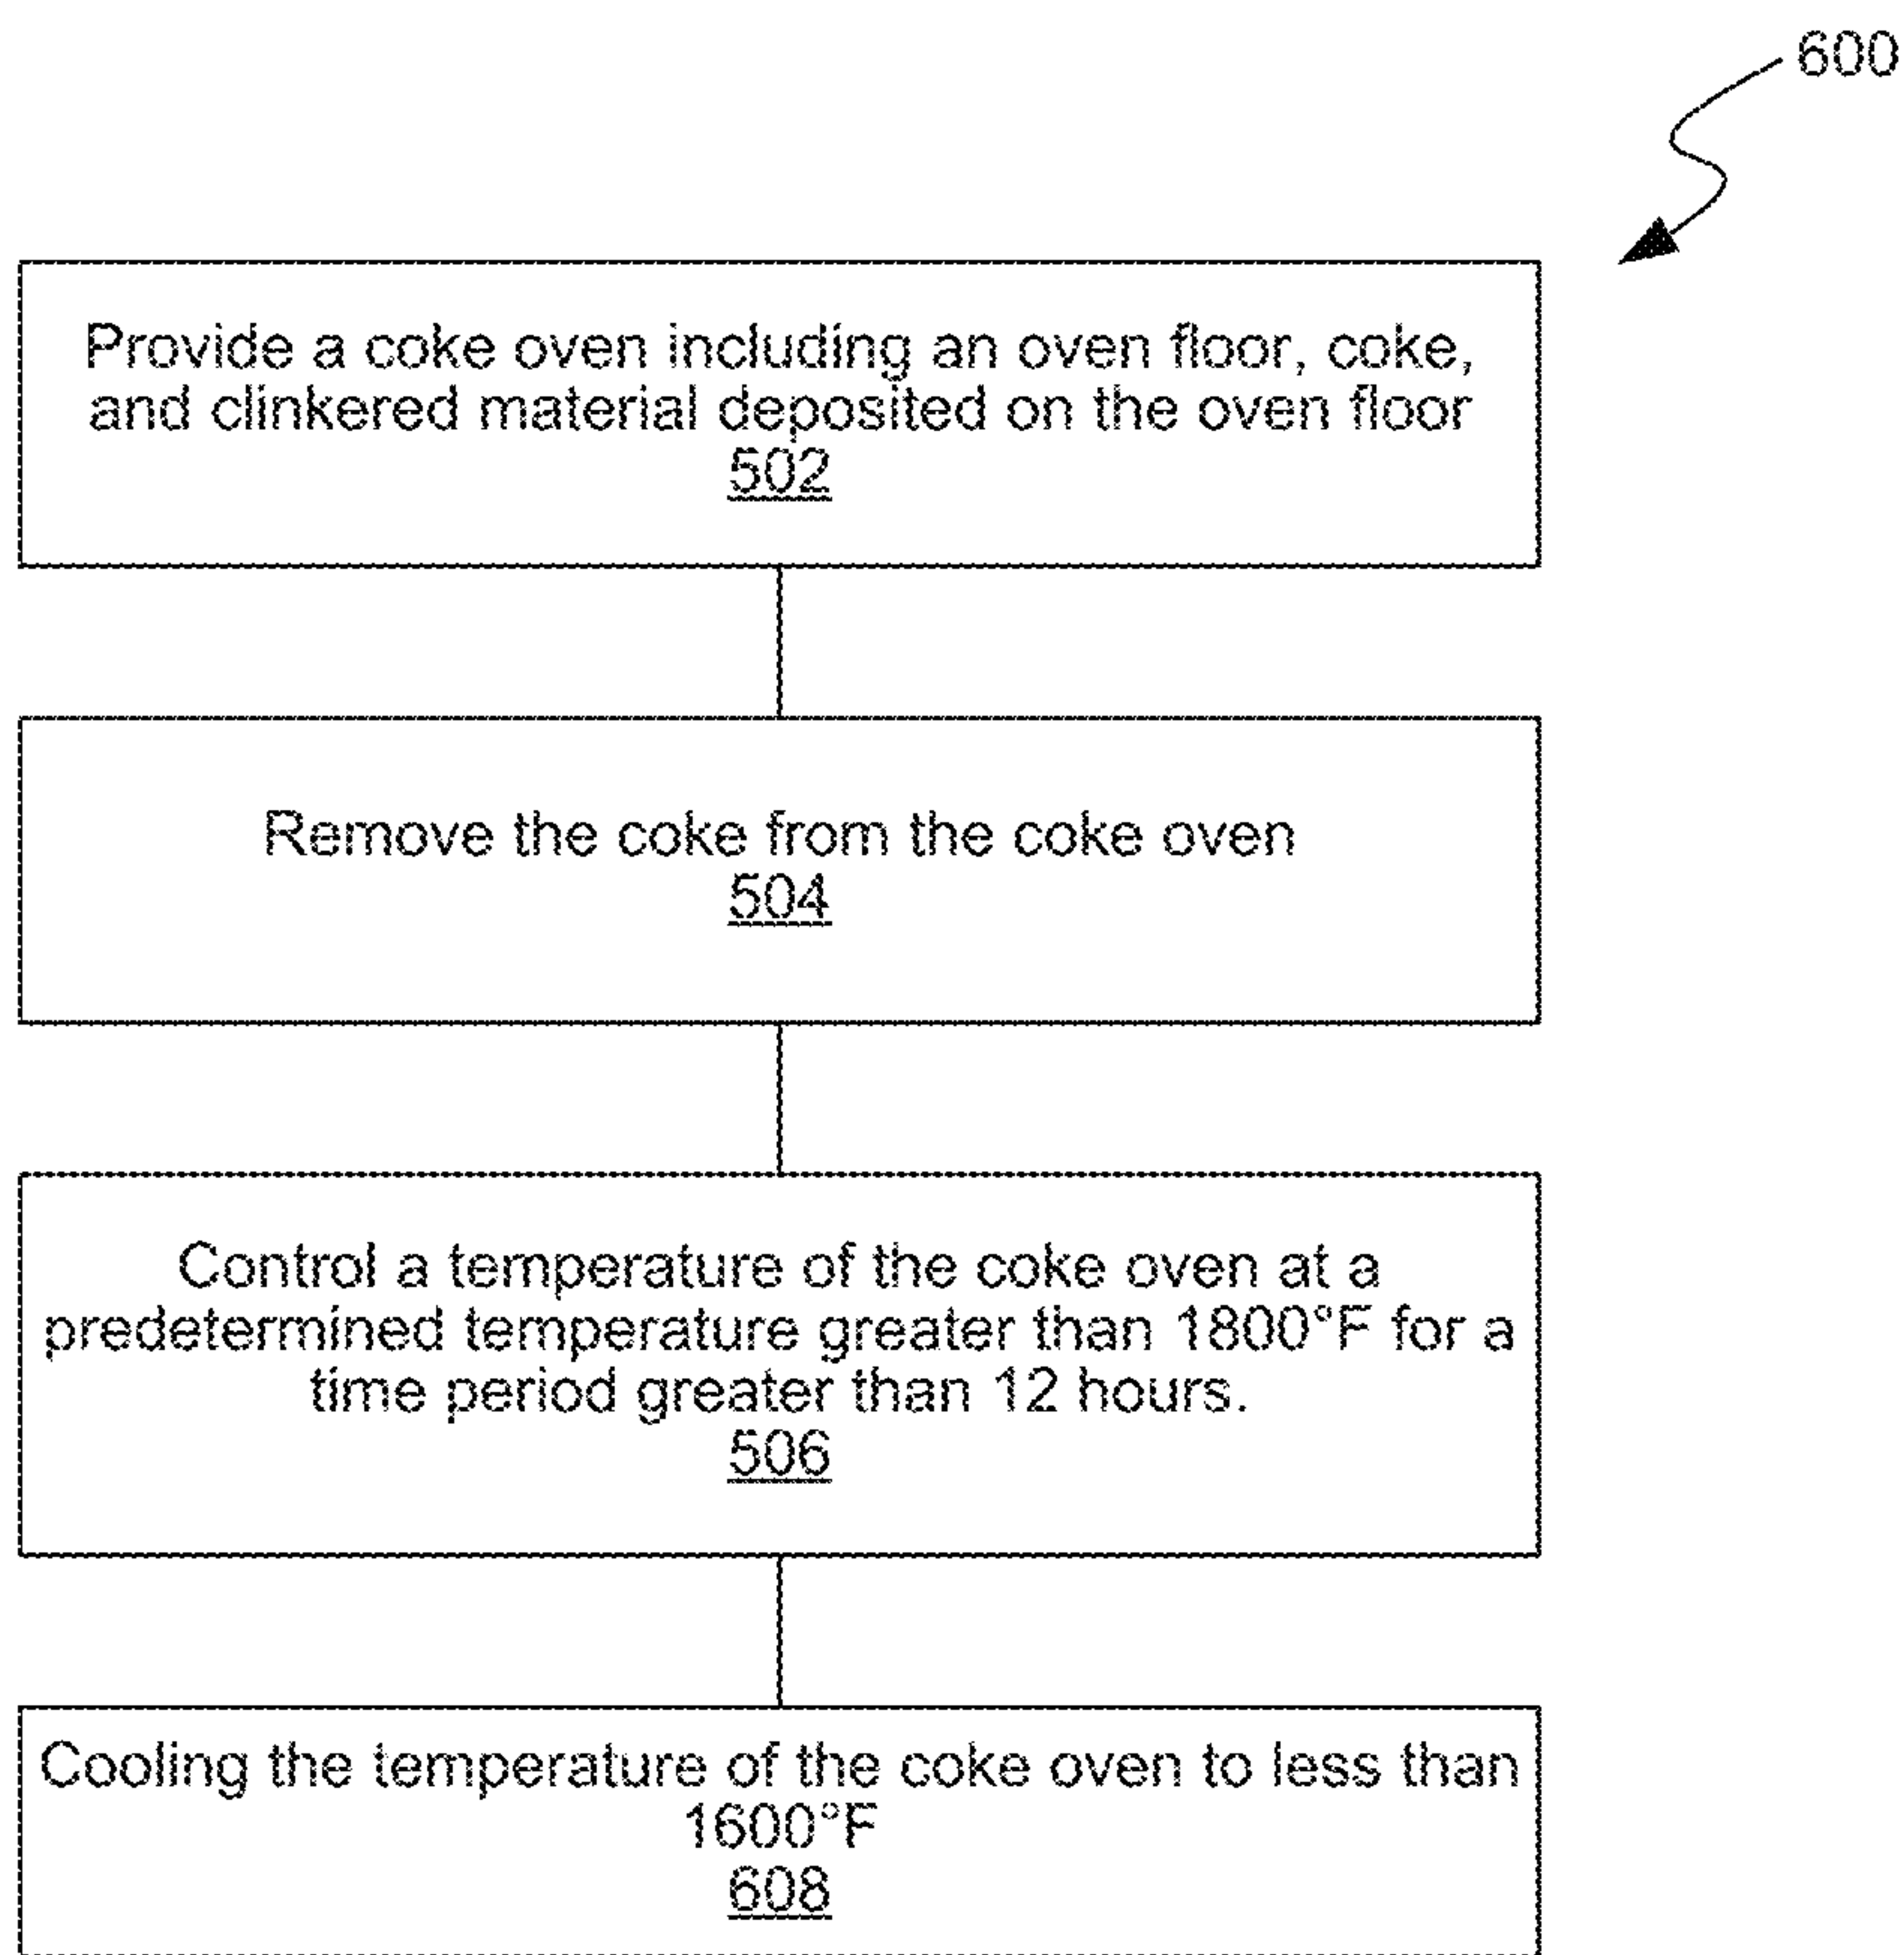 600
Provide a coke oven including an oven floor, coke,
and clinkered material deposited on the oven floor
502
Remove the coke from the coke oven
504
Control a temperature of the coke oven at a
predetermined temperature greater than 1800°F for a
time period greater than 12 hours.
506
Cooling the temperature of the coke oven to less than
1600°F
608